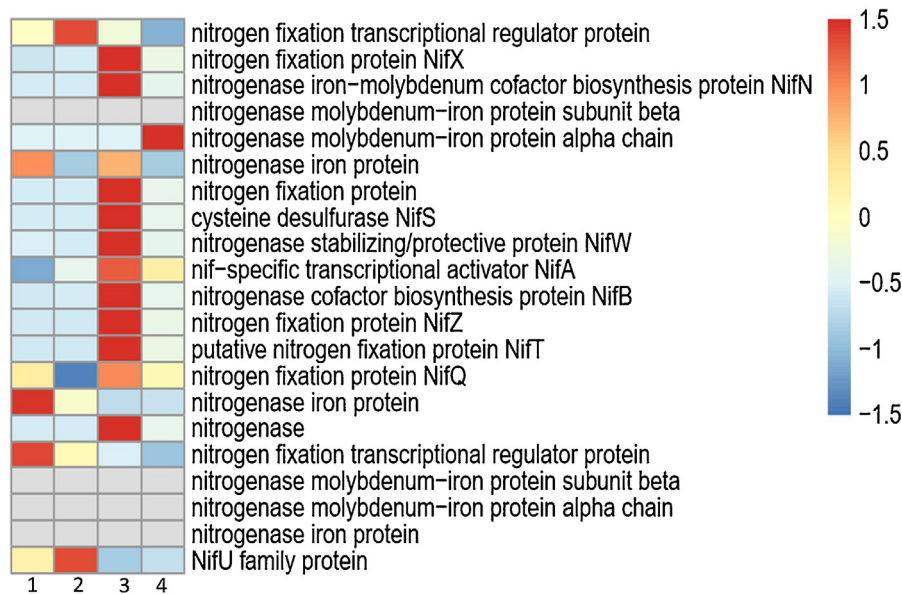 nitrogen fixation transcriptional regulator protein
nitrogen fixation protein NifX
nitrogenase iron−molybdenum cofactor biosynthesis protein NifN
nitrogenase molybdenum−iron protein subunit beta
nitrogenase molybdenum−iron protein alpha chain
nitrogenase iron protein
nitrogen fixation protein
cysteine desulfurase NifS
nitrogenase stabilizing/protective protein NifW
nif−specific transcriptional activator NifA
nitrogenase cofactor biosynthesis protein NifB
nitrogen fixation protein NifZ
putative nitrogen fixation protein NifT
nitrogen fixation protein NifQ
nitrogenase iron protein
nitrogenase
nitrogen fixation transcriptional regulator protein
nitrogenase molybdenum−iron protein subunit beta
nitrogenase molybdenum−iron protein alpha chain
nitrogenase iron protein
NifU family protein
1 2 3 4
1.5
1
0.5
0
−0.5
−1
−1.5